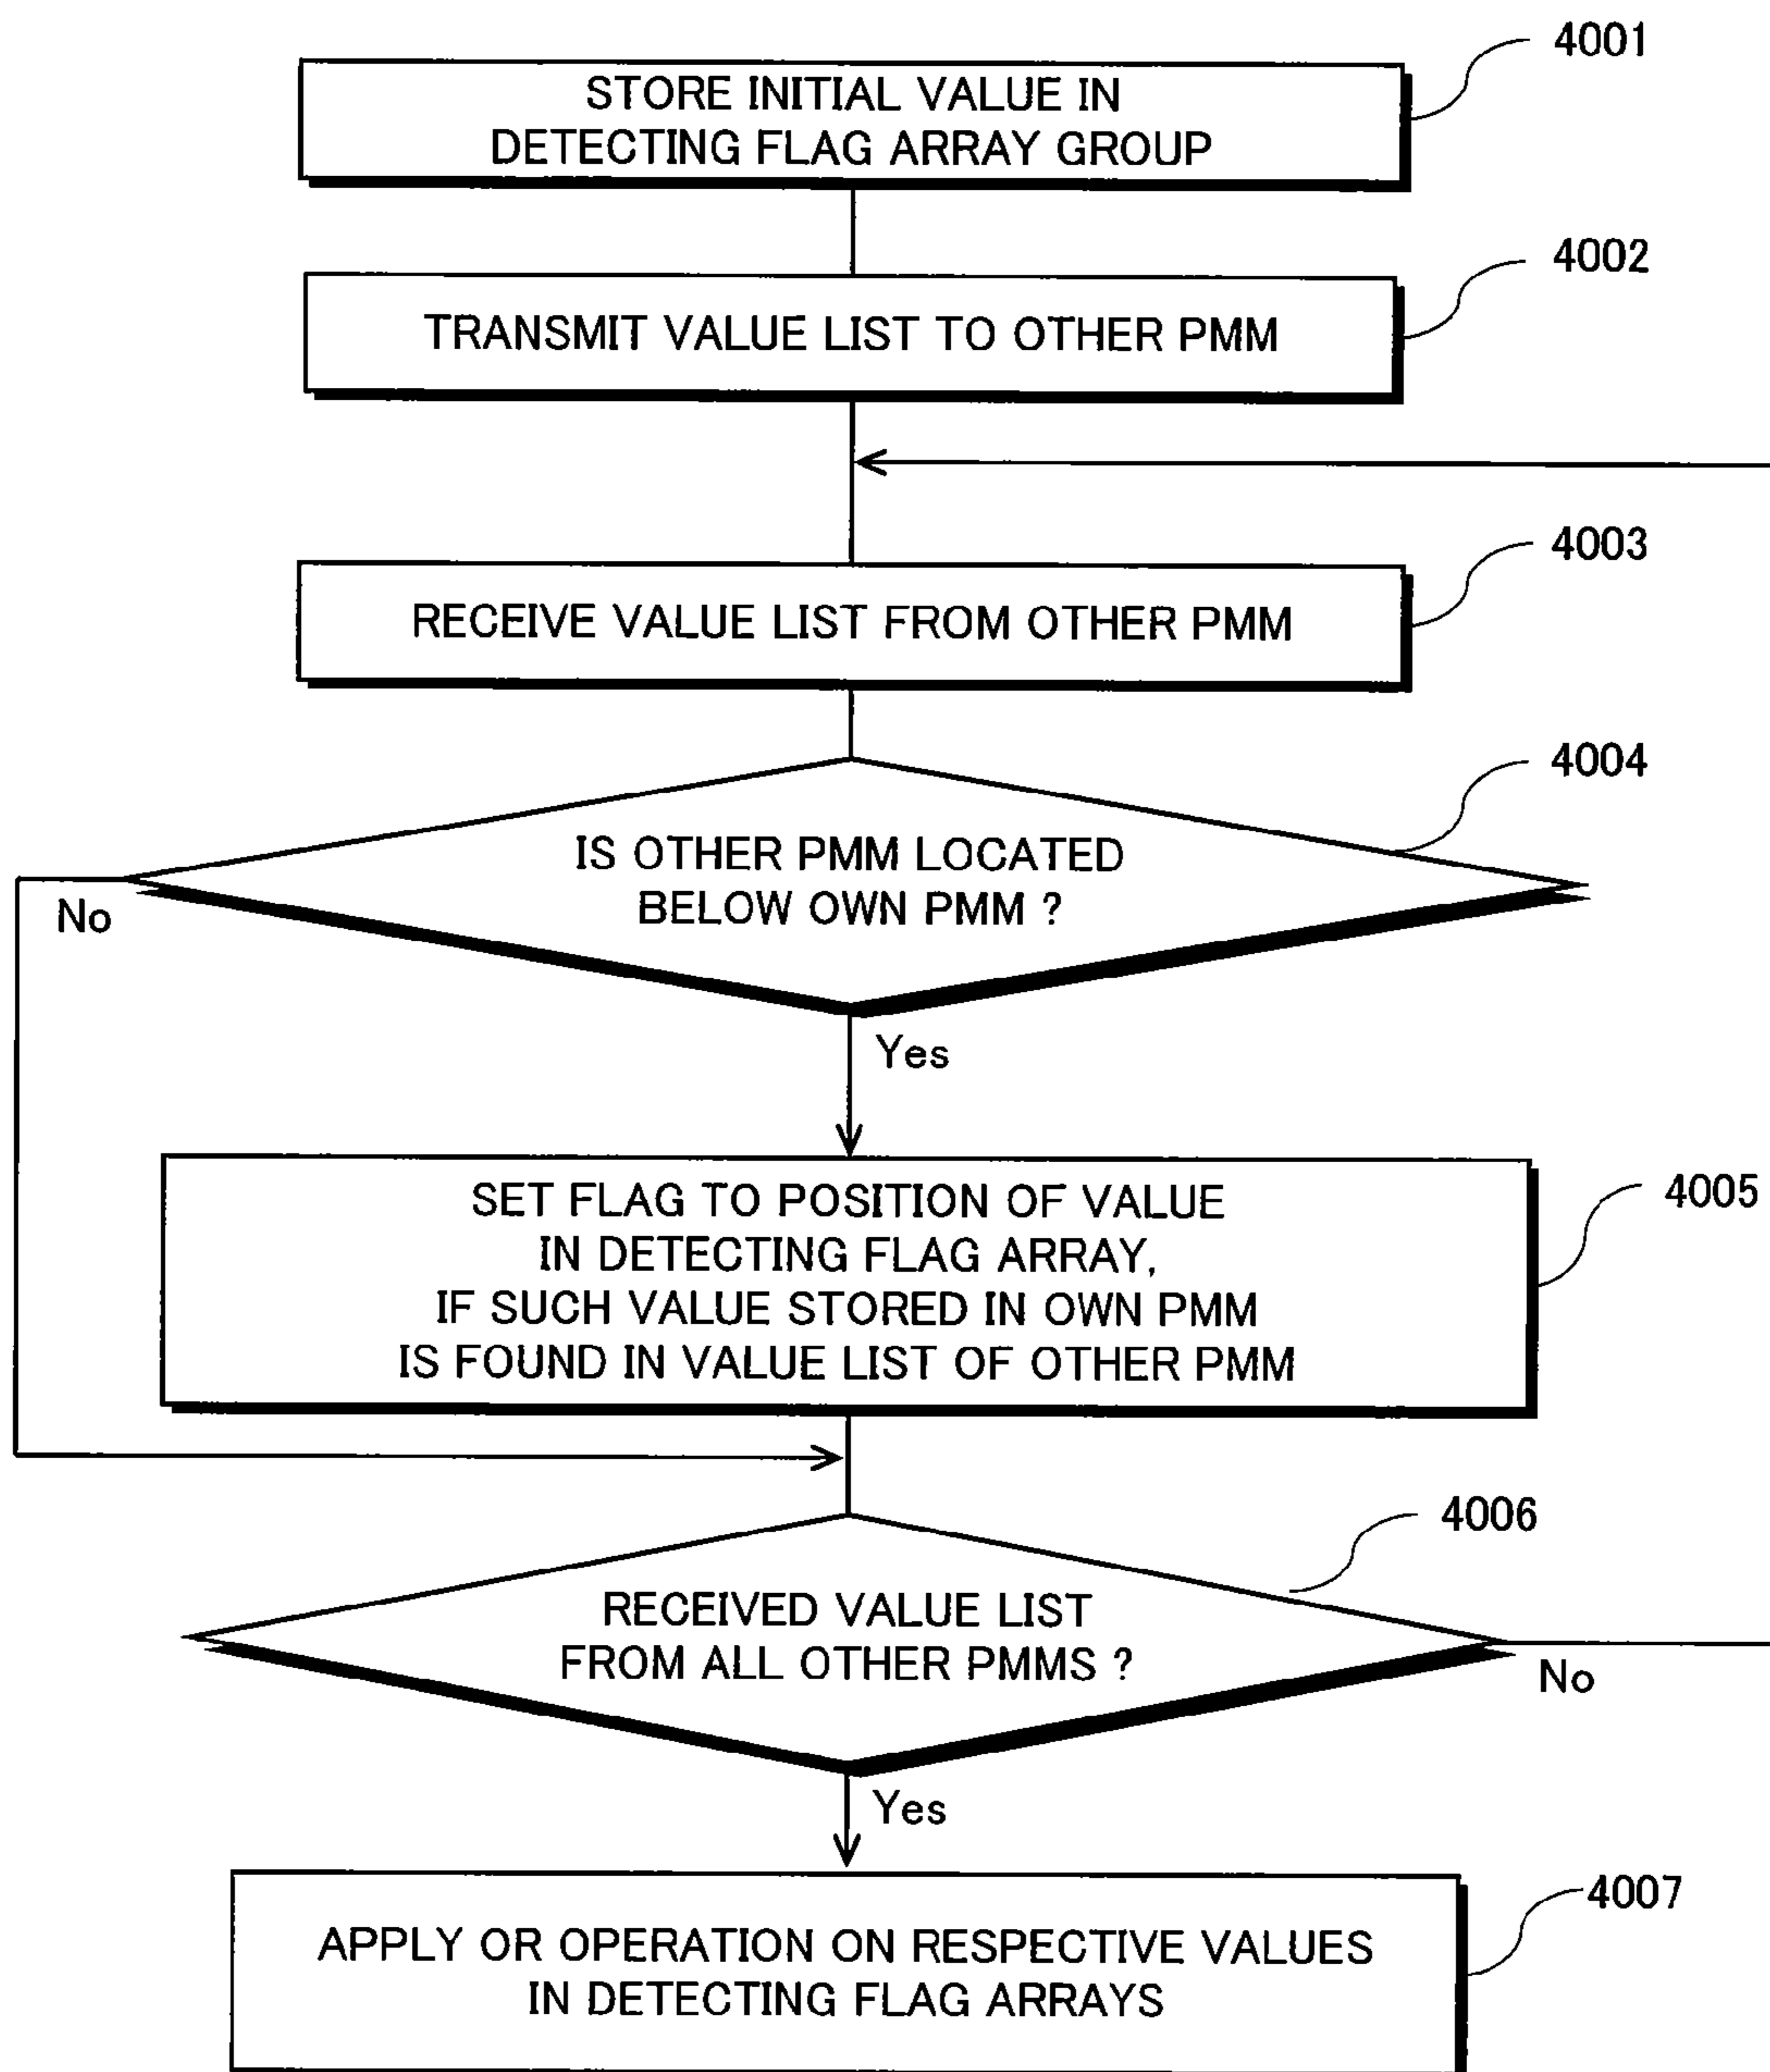 4001
STORE INITIAL VALUE IN
DETECTING FLAG ARRAY GROUP
4002
TRANSMIT VALUE LIST TO OTHER PMM
4003
RECEIVE VALUE LIST FROM OTHER PMM
4004
IS OTHER PMM LOCATED
BELOW OWN PMM ?
No
Yes
4005
SET FLAG TO POSITION OF VALUE
IN DETECTING FLAG ARRAY,
IF SUCH VALUE STORED IN OWN PMM
IS FOUND IN VALUE LIST OF OTHER PMM
4006
RECEIVED VALUE LIST
FROM ALL OTHER PMMS ?
No
Yes
4007
APPLY OR OPERATION ON RESPECTIVE VALUES
IN DETECTING FLAG ARRAYS